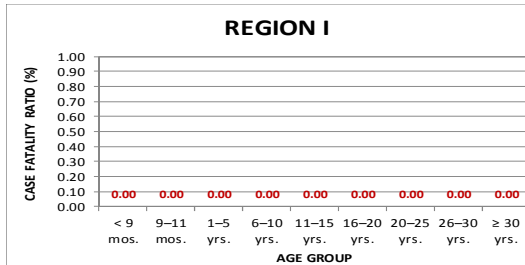 REGION I
CASE FATALITY RATIO (%)
1.00
0.90
0.80
0.70
0.60
0.50
0.40
0.30
0.20
0.10
0.00
0.00 0.00 0.00 0.00 0.00 0.00 0.00 0.00 0.00
< 9 9–11 1–5 6–10 11–15 16–20 20–25 26–30 ≥ 30
mos. mos. yrs. yrs. yrs. yrs. yrs. yrs. yrs.
AGE GROUP